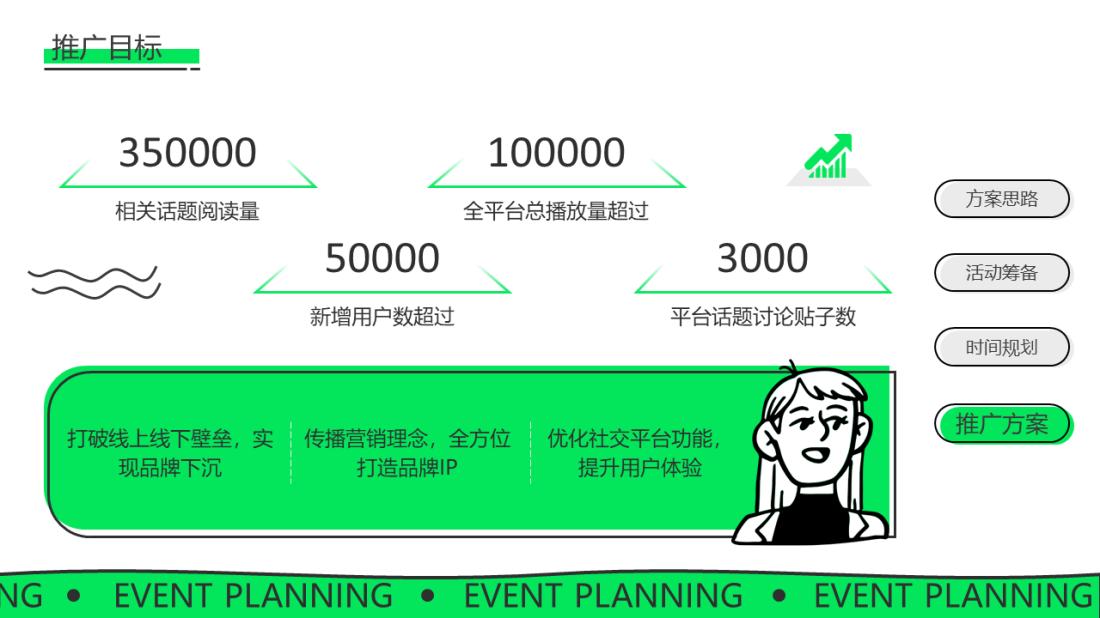 推广目标
350000
相关话题阅读量
100000
全平台总播放量超过
50000
新增用户数超过
3000
平台话题讨论贴子数
打破线上线下壁垒，实
现品牌下沉
传播营销理念，全方位
打造品牌IP
优化社交平台功能，
提升用户体验
方案思路
活动筹备
时间规划
推广方案
NG • EVENT PLANNING • EVENT PLANNING • EVENT PLANNING